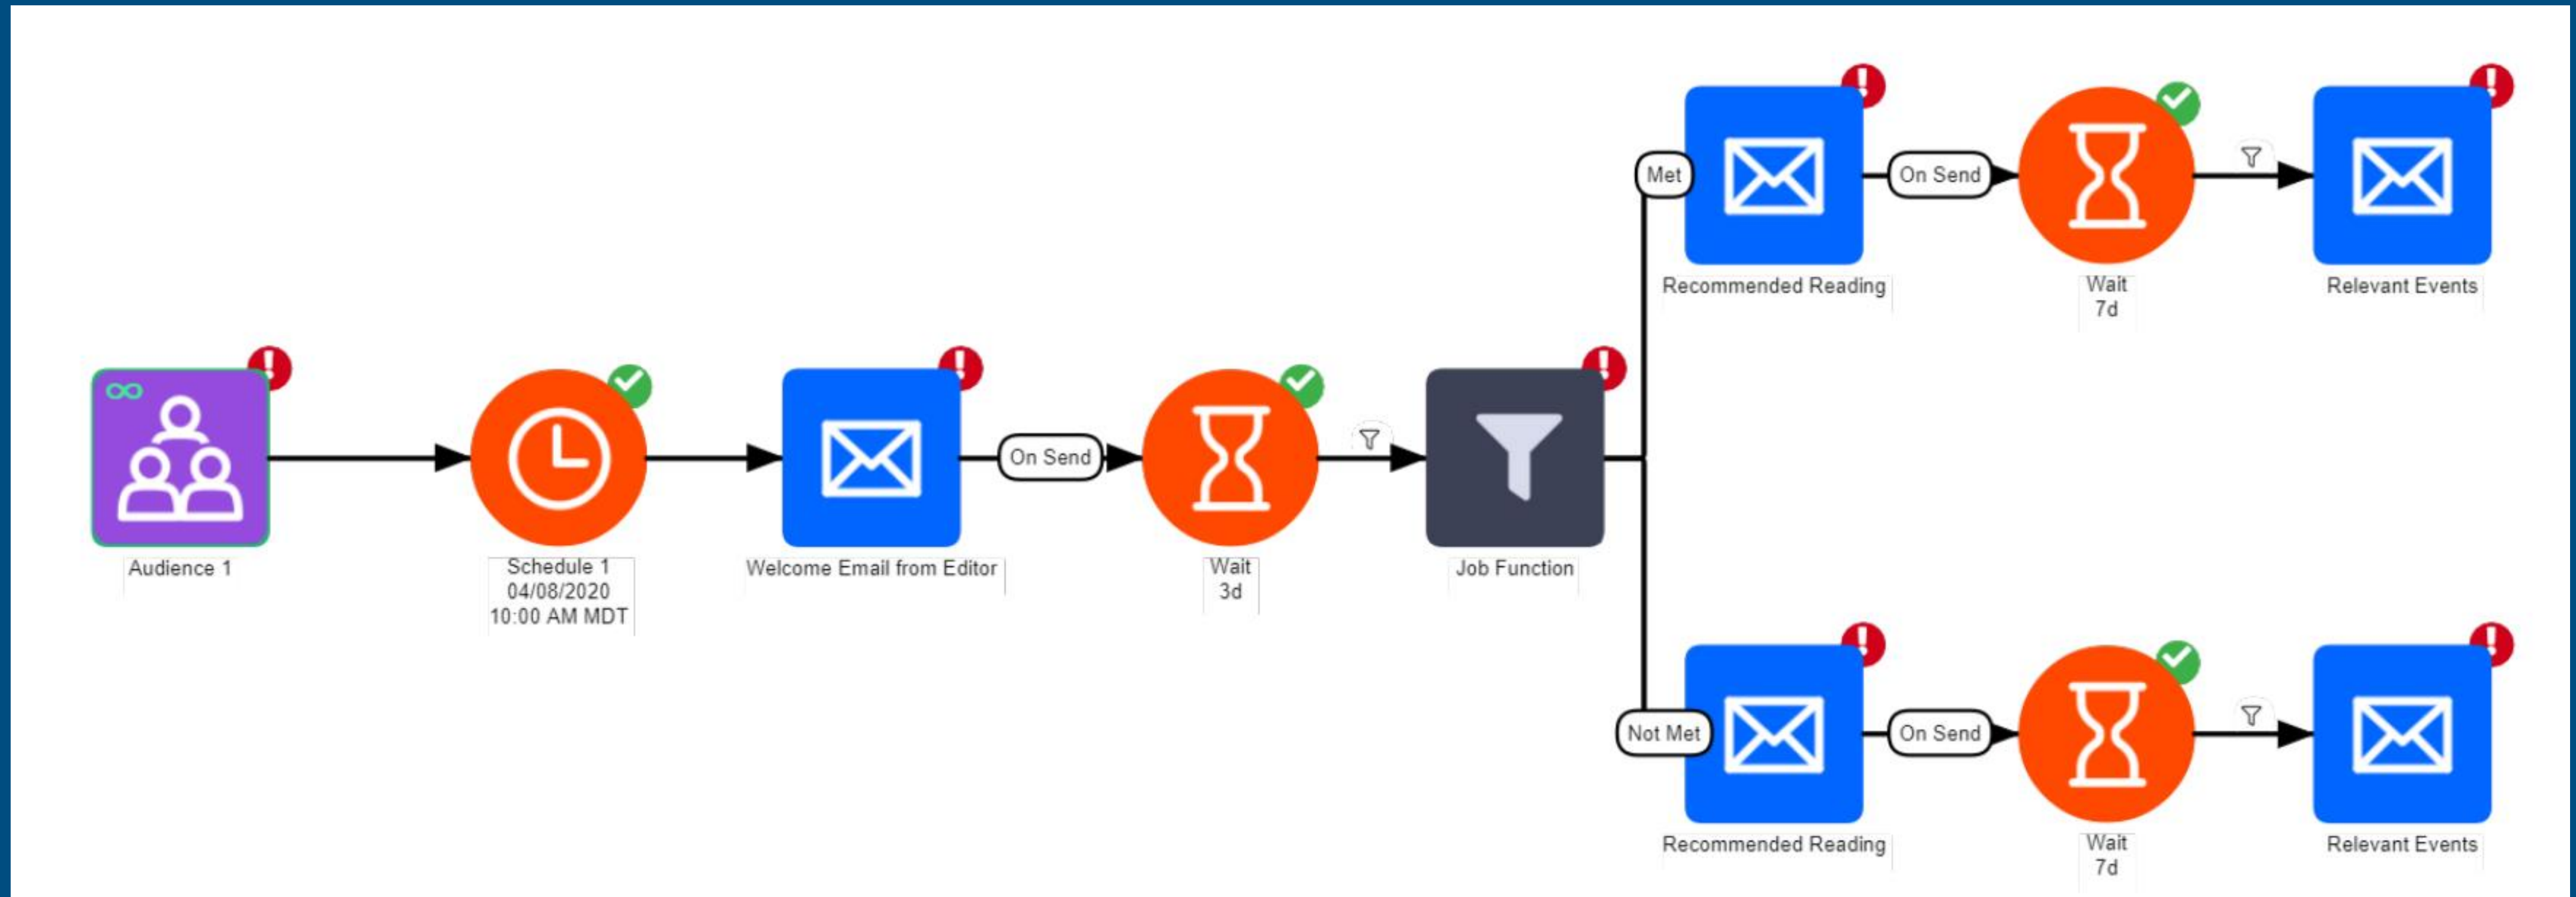 Met
Recommended Reading
On Send
Wait
7d
Relevant Events
Audience 1
Schedule 1
04/08/2020
10:00 AM MDT
Welcome Email from Editor
On Send
Wait
3d
Job Function
Not Met
Recommended Reading
On Send
Wait
7d
Relevant Events